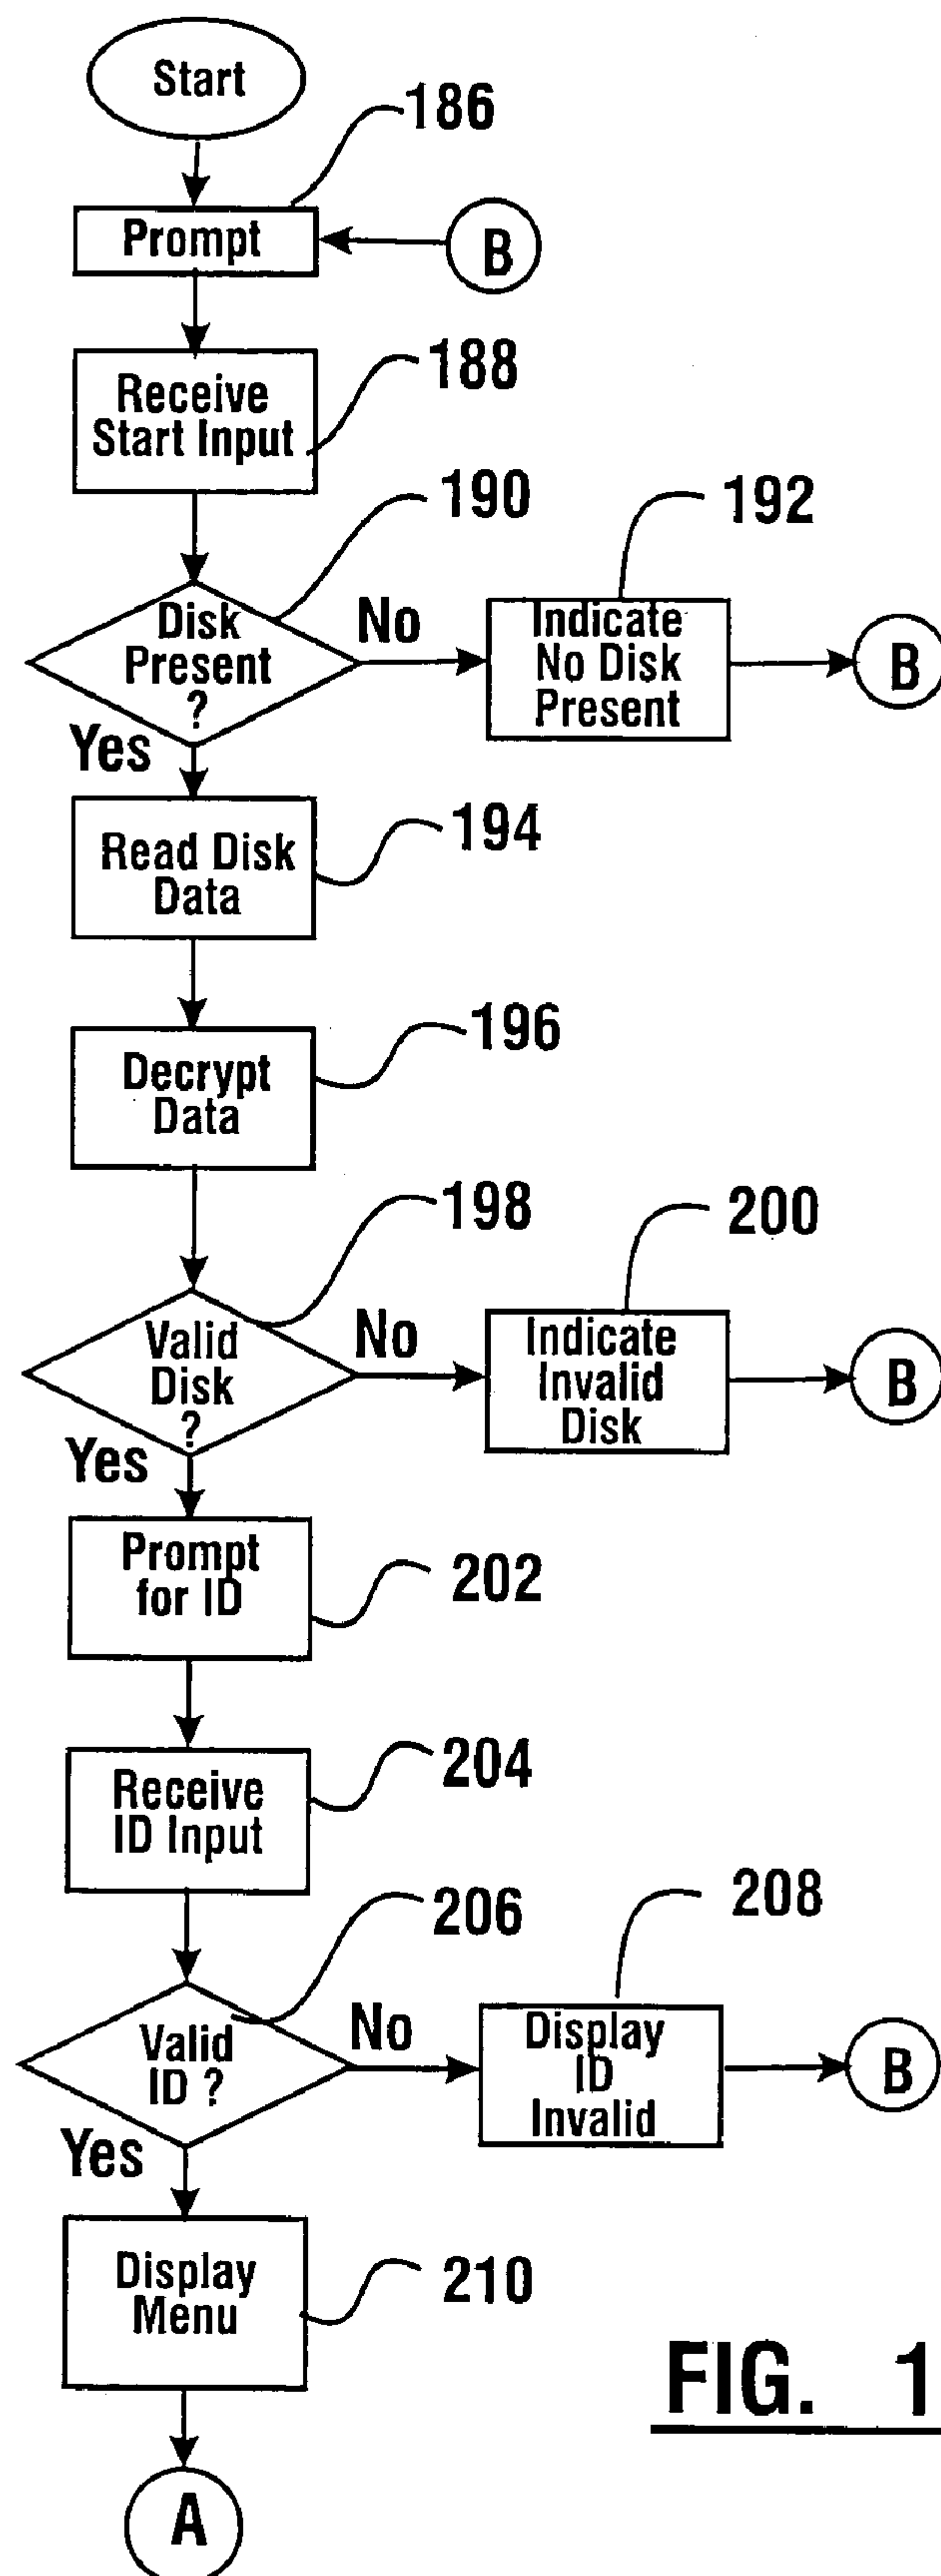 Start
186
Prompt
B
Receive
Start Input
188
190
192
Disk
Present
?
No
Indicate
No Disk
Present
B
Yes
Read Disk
Data
194
Decrypt
Data
196
198
200
Valid
Disk
?
No
Indicate
Invalid
Disk
B
Yes
Prompt
for ID
202
Receive
ID Input
204
206
208
Valid
ID ?
No
Display
ID
Invalid
B
Yes
Display
Menu
210
FIG. 1
A